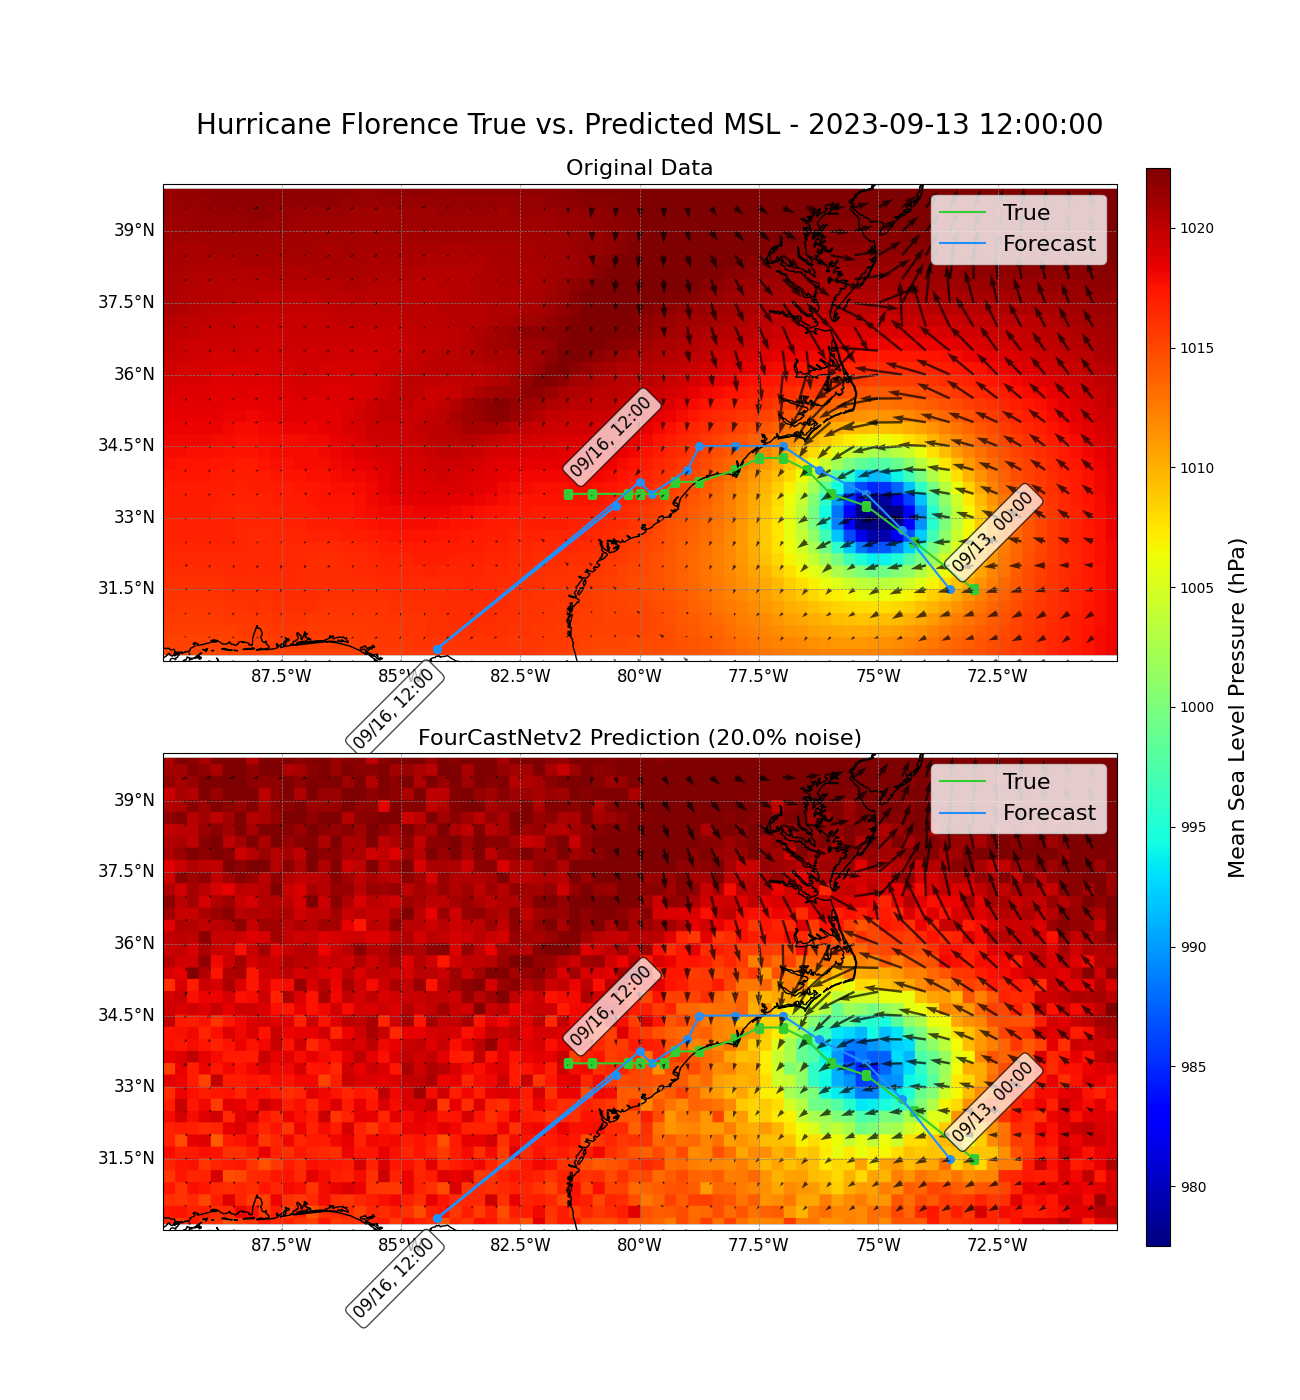 Hurricane Florence True vs. Predicted MSL - 2023-09-13 12:00:00
Original Data
True
Forecast
39°N
37.5°N
36°N
34.5°N
33°N
31.5°N
09/16, 12:00
09/13, 00:00
09/16, 12:00
87.5°W
85°W
82.5°W
80°W
77.5°W
75°W
72.5°W
FourCastNetv2 Prediction (20.0% noise)
True
Forecast
39°N
37.5°N
36°N
34.5°N
33°N
31.5°N
09/16, 12:00
09/13, 00:00
09/16, 12:00
87.5°W
85°W
82.5°W
80°W
77.5°W
75°W
72.5°W
1020
1015
1010
1005
1000
995
990
985
980
Mean Sea Level Pressure (hPa)